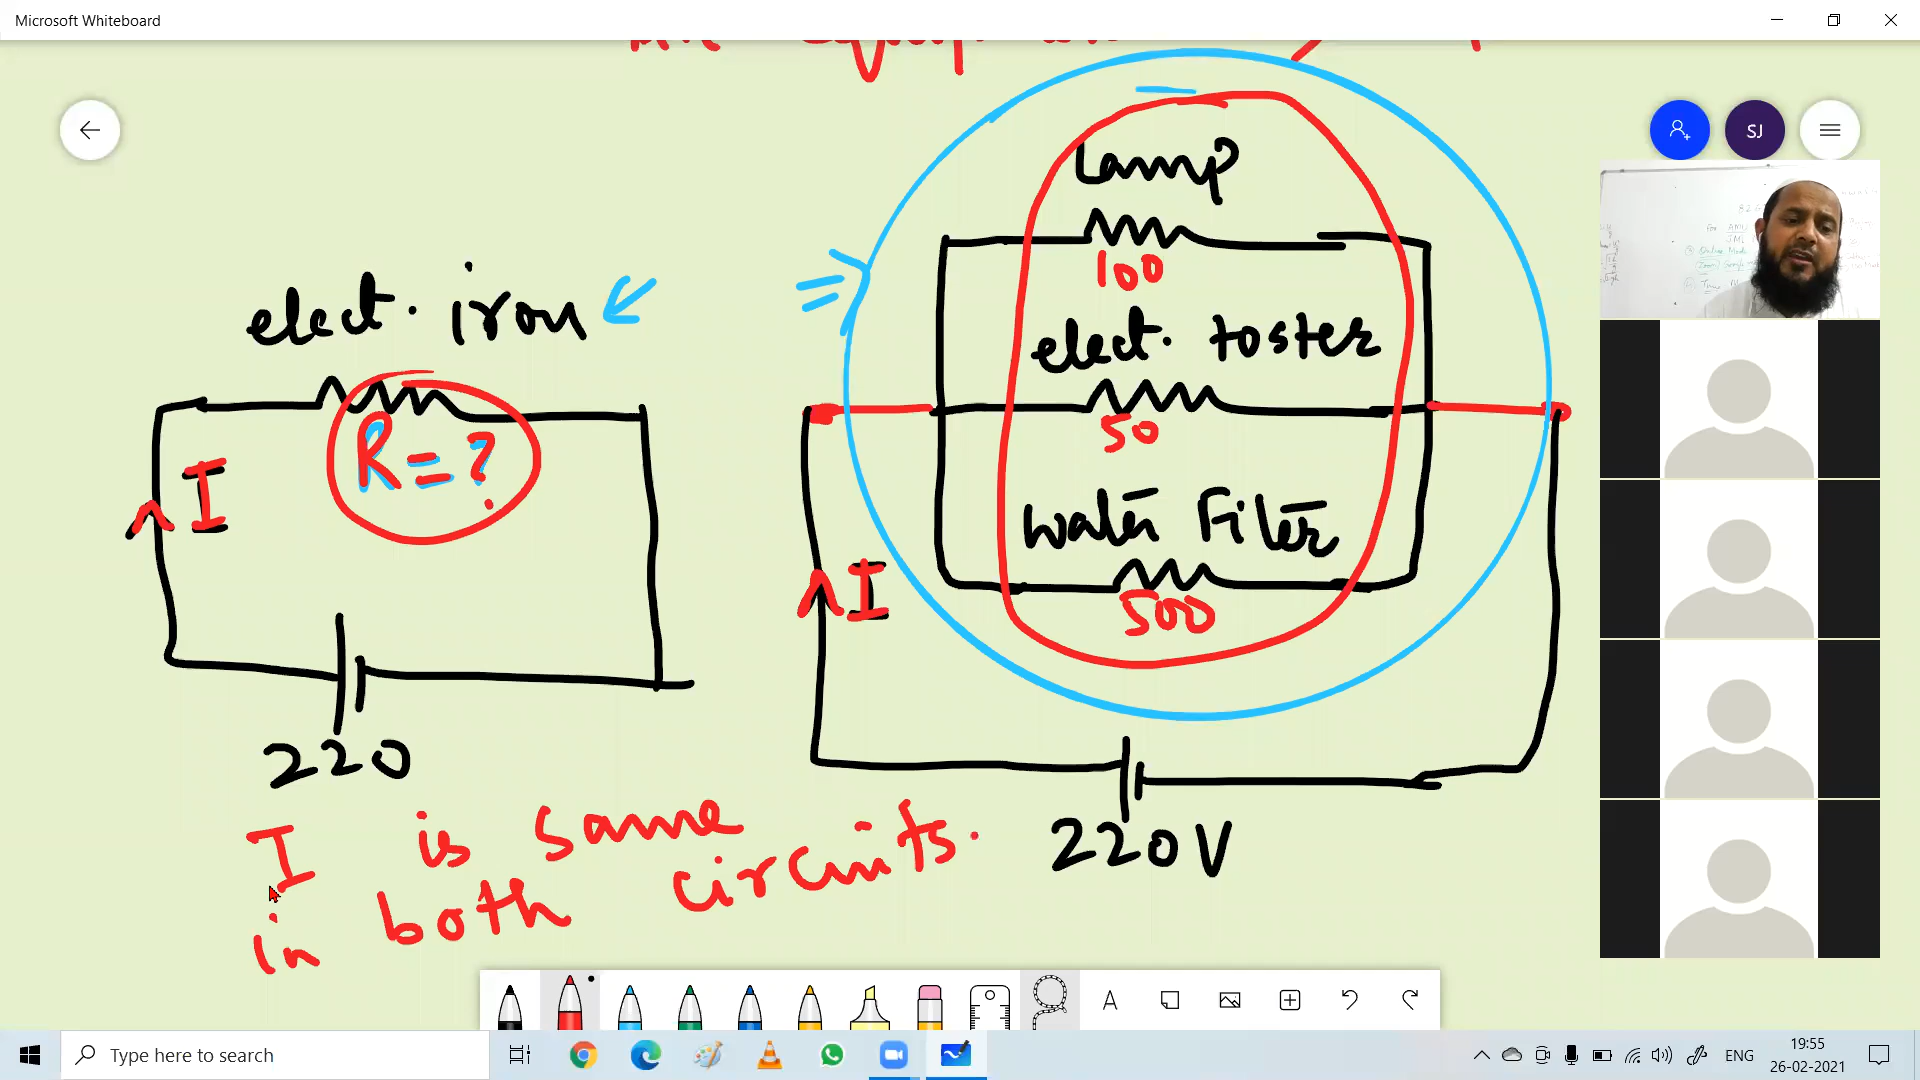 Microsoft Whiteboard
SJ
Lamp
100
elect. iron
elect. toster
R = ?
50
I
water Filter
I
500
220
220V
I is same
in both circuits.
Type here to search
ENG
19:55
26-02-2021